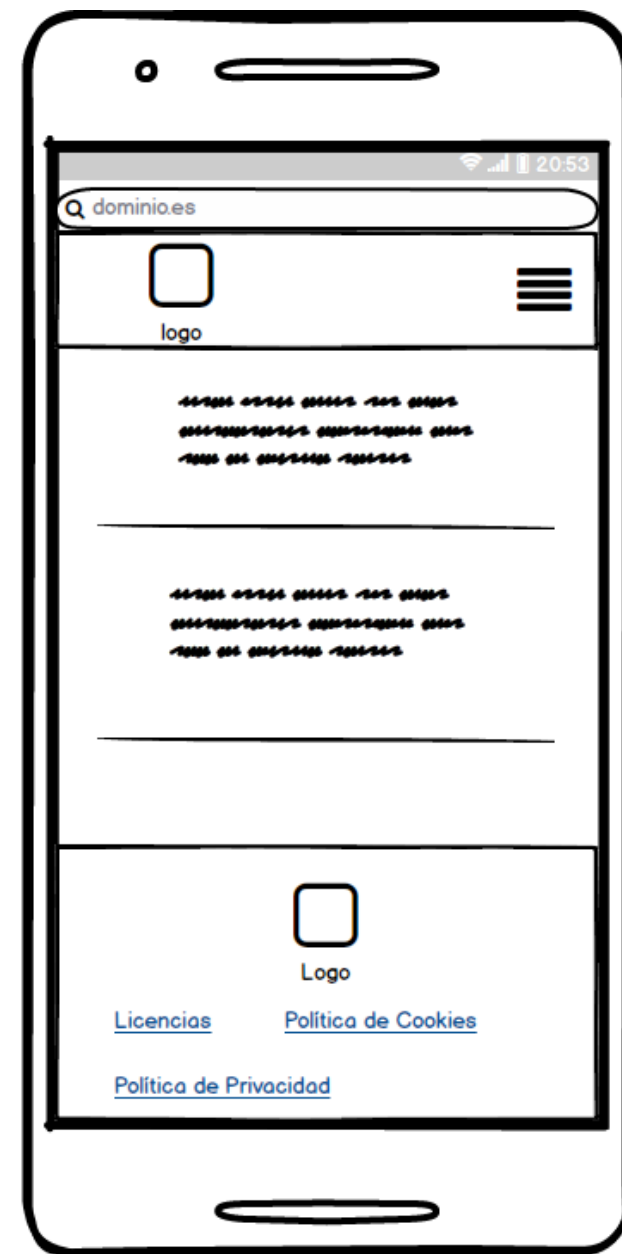 20:53
dominio.es
logo
Logo
Licencias Política de Cookies
Política de Privacidad